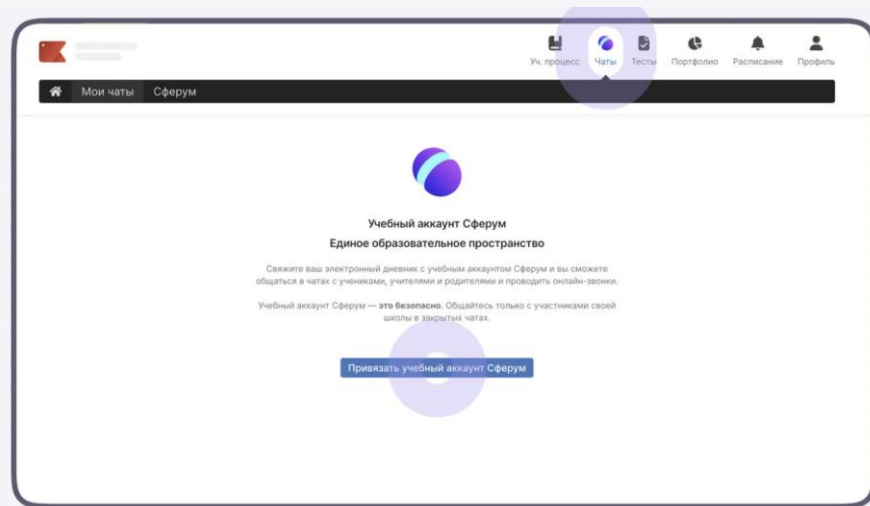 Уч. процесс
Чаты
Тесты
Портфолио
Расписание
Профиль
Мои чаты
Сферум
Учебный аккаунт Сферум
Единое образовательное пространство
Свяжите ваш электронный дневник с учебным аккаунтом Сферум и вы сможете
общаться в чатах с учениками, учителями и родителями и проводить онлайн-звонки.
Учебный аккаунт Сферум — это безопасно. Общайтесь только с участниками своей
школы в закрытых чатах.
Привязать учебный аккаунт Сферум